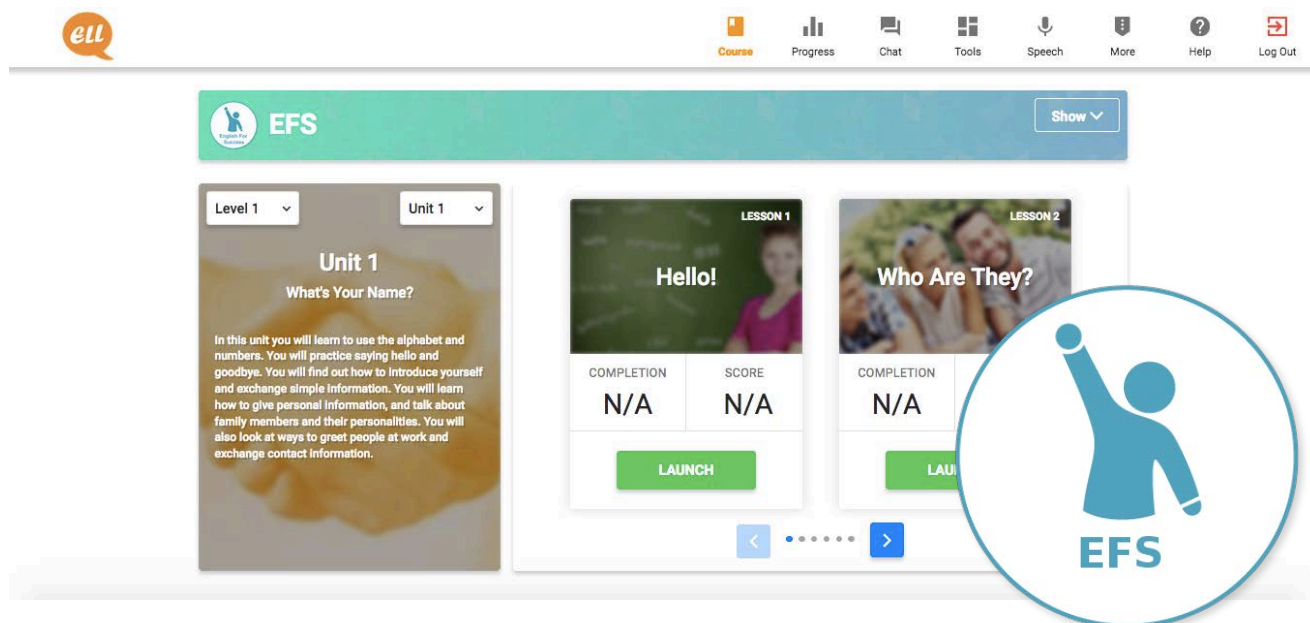 ell
Course
Progress
Chat
Tools
Speech
More
Help
Log Out
English For
Success
EFS
Show
Level 1
Unit 1
Unit 1
What's Your Name?
In this unit you will learn to use the alphabet and
numbers. You will practice saying hello and
goodbye. You will find out how to introduce yourself
and exchange simple information. You will learn
how to give personal information, and talk about
family members and their personalities. You will
also look at ways to greet people at work and
exchange contact information.
LESSON 1
Hello!
COMPLETION
SCORE
N/A
N/A
LAUNCH
LESSON 2
Who Are They?
COMPLETION
N/A
LAU
EFS